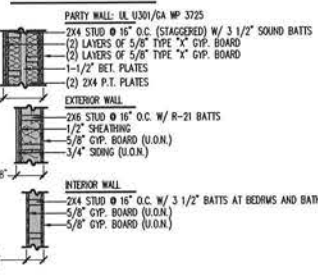 PARTY WALL: UL U301/GA WP 3725
2X4 STUD @ 16" O.C. (STAGGERED) W/ 3 1/2" SOUND BATTS
(2) LAYERS OF 5/8" TYPE "X" GYP. BOARD
(2) LAYERS OF 5/8" TYPE "X" GYP. BOARD
1-1/2" BET. PLATES
(2) 2X4 P.T. PLATES
EXTERIOR WALL
2X6 STUD @ 16" O.C. W/ R-21 BATTS
1/2" SHEATHING
5/8" GYP. BOARD (U.O.N.)
3/4" SIDING (U.O.N.)
8"
INTERIOR WALL
2X4 STUD @ 16" O.C. W/ 3 1/2" BATTS AT BEDRMS AND BATH
5/8" GYP. BOARD (U.O.N.)
5/8" GYP. BOARD (U.O.N.)